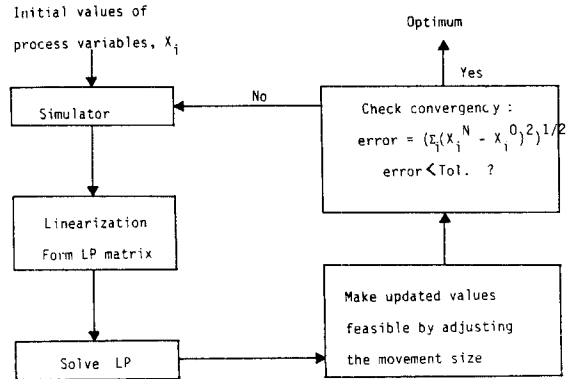 Initial values of
process variables, X_i
Simulator
Linearization
Form LP matrix
Solve LP
Make updated values
feasible by adjusting
the movement size
Check convergency :
error = (Σ_i(X_i^N - X_i^O)^2)^1/2
error<Tol. ?
No
Yes
Optimum